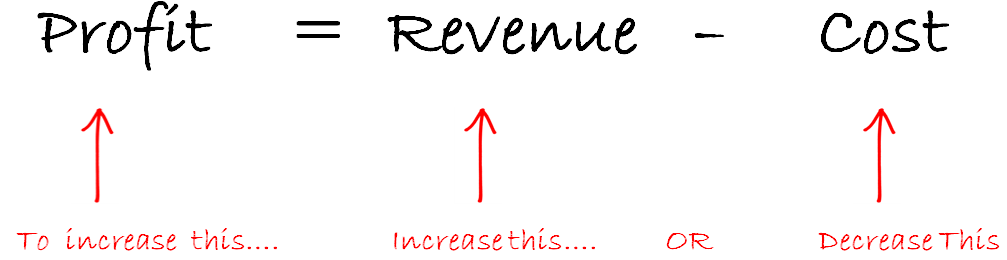 Profit = Revenue - Cost
To increase this.... Increase this.... OR Decrease This